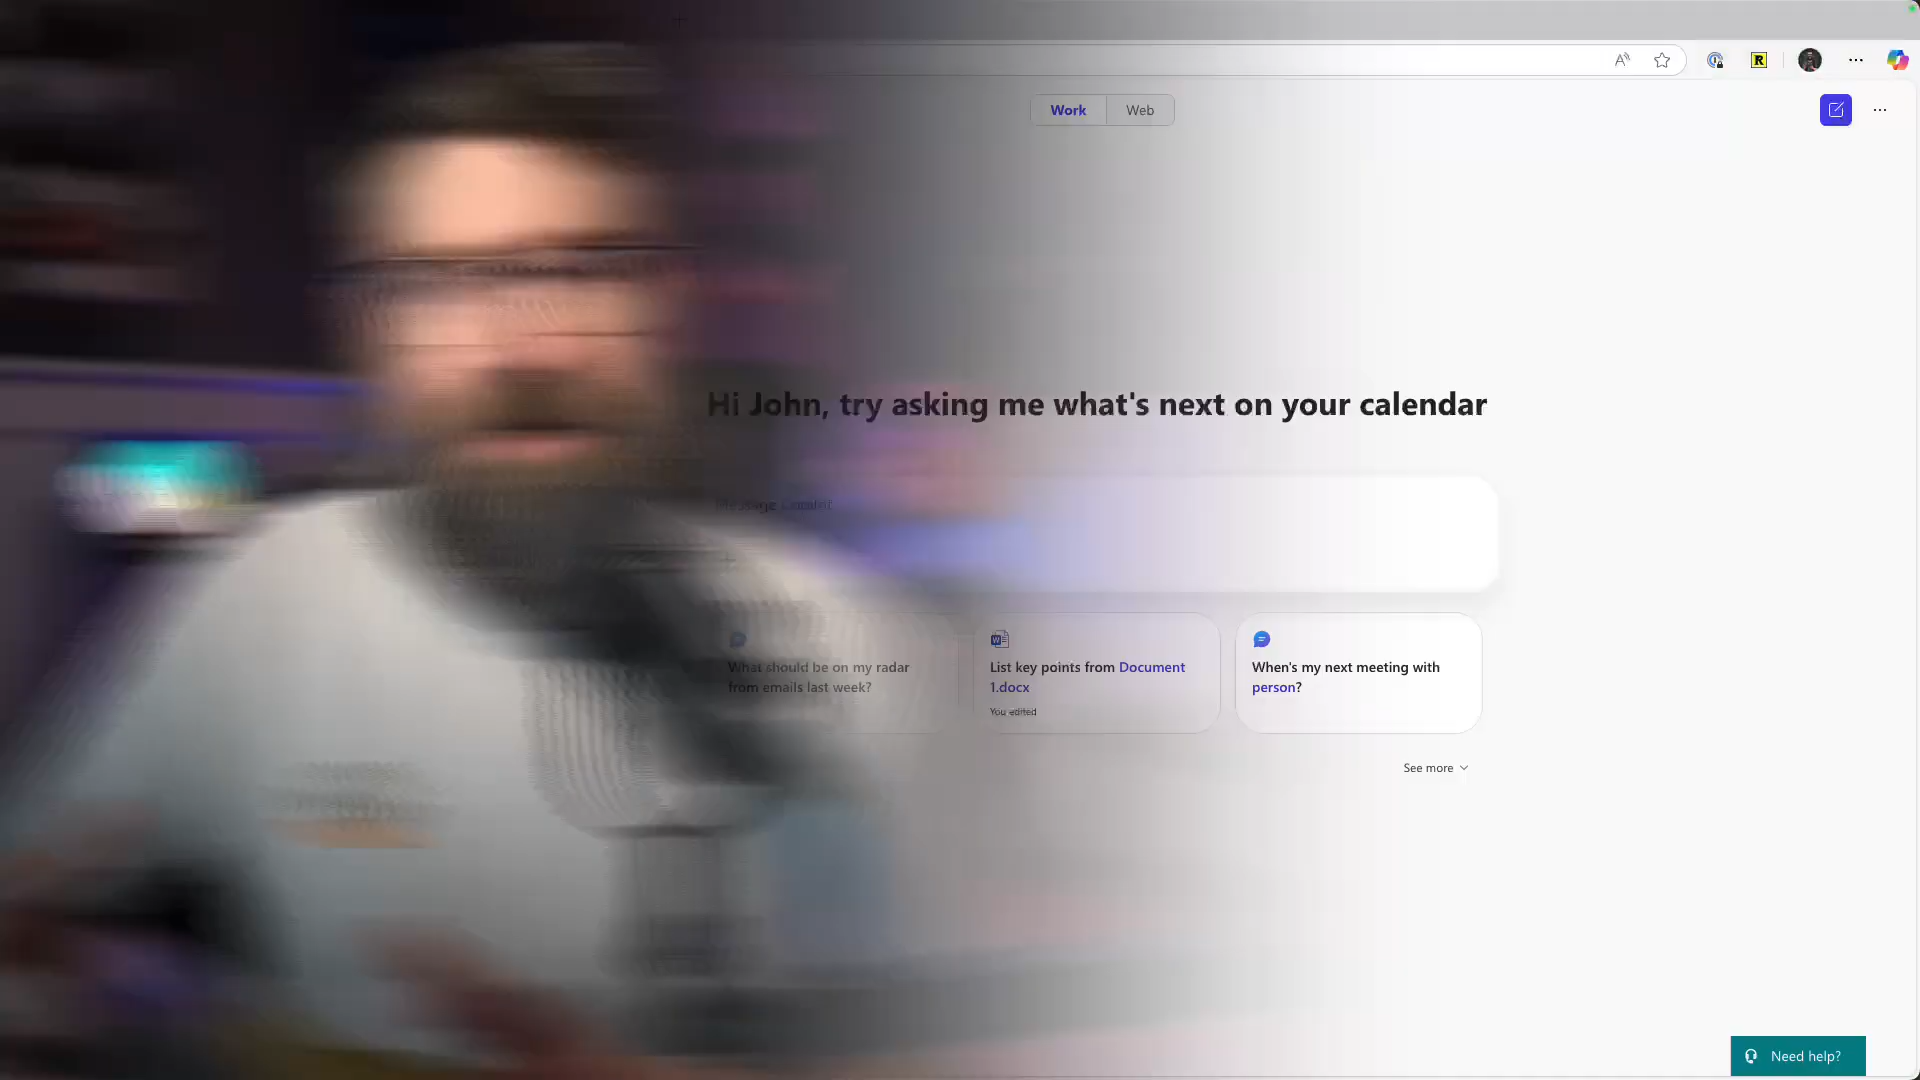 Work Web
Hi John, try asking me what's next on your calendar
Message Copilot
What should be on my radar
from emails last week?
List key points from Document
1.docx
You edited
When's my next meeting with
person?
See more
Need help?